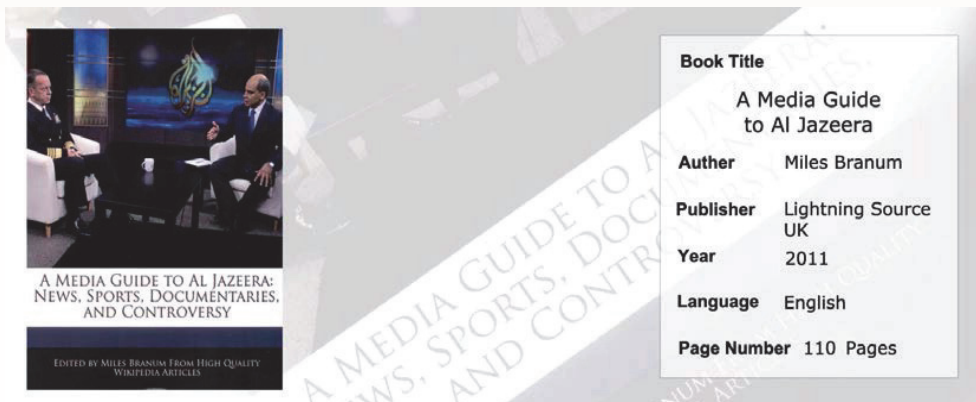 A MEDIA GUIDE TO AL JAZEERA:
NEWS, SPORTS, DOCUMENTARIES,
AND CONTROVERSY
EDITED BY MILES BRANUM FROM HIGH QUALITY
WIKIPEDIA ARTICLES
A MEDIA GUIDE TO AL JAZEERA:
NEWS, SPORTS, DOCUMENTARIES,
AND CONTROVERSY
Book Title
A Media Guide
to Al Jazeera
Auther Miles Branum
Publisher Lightning Source
UK
Year 2011
Language English
Page Number 110 Pages